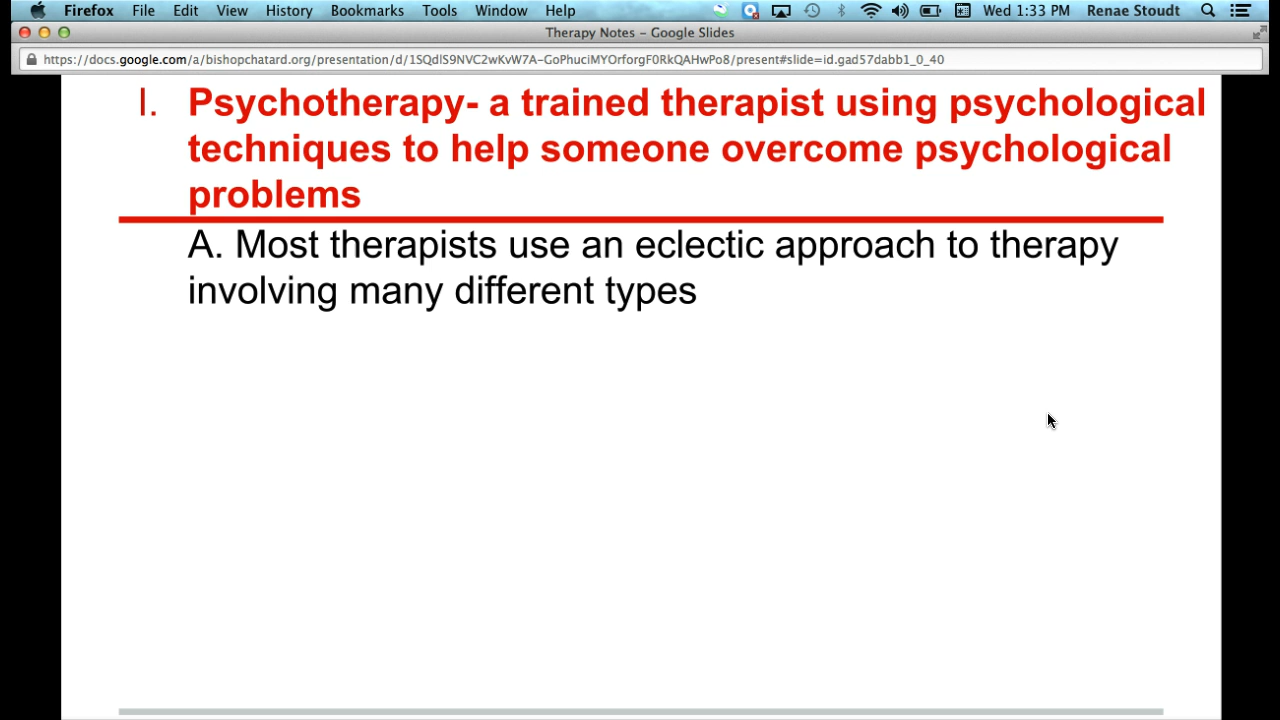 Firefox File Edit View History Bookmarks Tools Window Help Wed 1:33 PM Renae Stoudt
Therapy Notes – Google Slides
https://docs.google.com/a/bishopchatard.org/presentation/d/1SQdlS9NVC2wKvW7A-GoPhuciMYOrforgF0RkQAHwPo8/present#slide=id.gad57dabb1_0_40
I. Psychotherapy- a trained therapist using psychological
techniques to help someone overcome psychological
problems
A. Most therapists use an eclectic approach to therapy
involving many different types